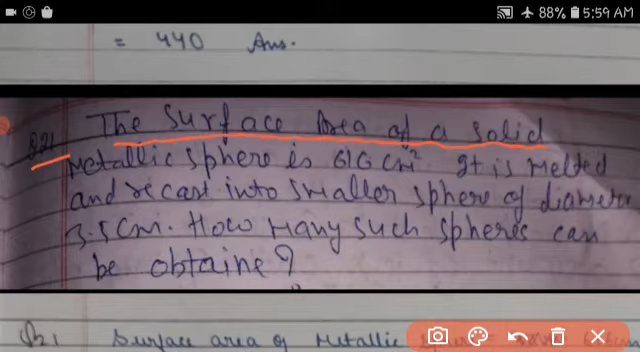 88% 5:59 AM
= 440 Ans.
Q21 The Surface Area of a solid
Metallic sphere is 616 cm² It is melted
and recast into smaller sphere of diameter
3.5 cm. How many such spheres can
be obtaine?
Surface area of Metallic